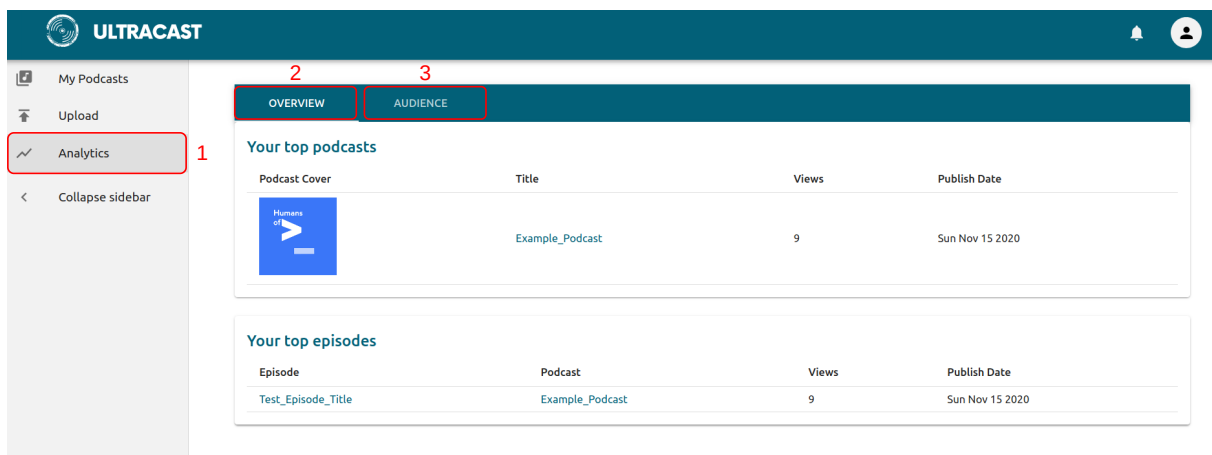 ULTRACAST
My Podcasts
Upload
Analytics
Collapse sidebar
1
2
3
OVERVIEW AUDIENCE
Your top podcasts
Podcast Cover Title Views Publish Date
Humans
of
Example_Podcast 9 Sun Nov 15 2020
Your top episodes
Episode Podcast Views Publish Date
Test_Episode_Title Example_Podcast 9 Sun Nov 15 2020